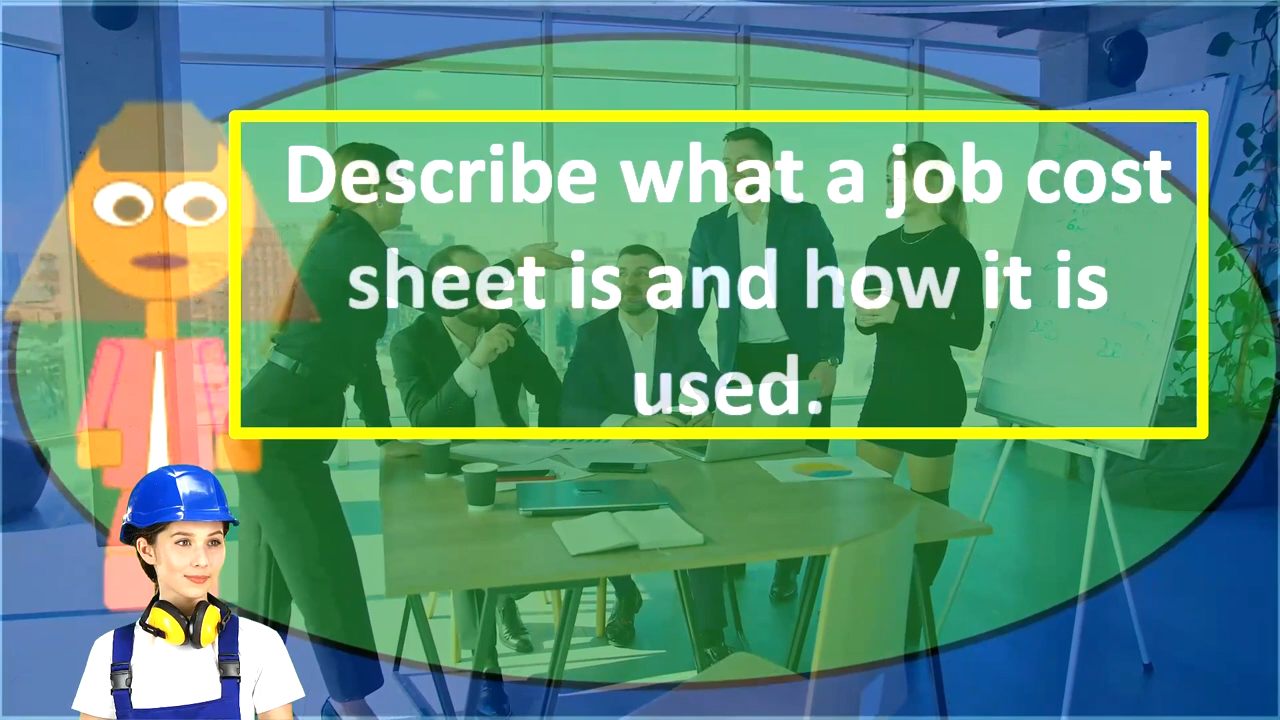 Describe what a job cost
sheet is and how it is
used.